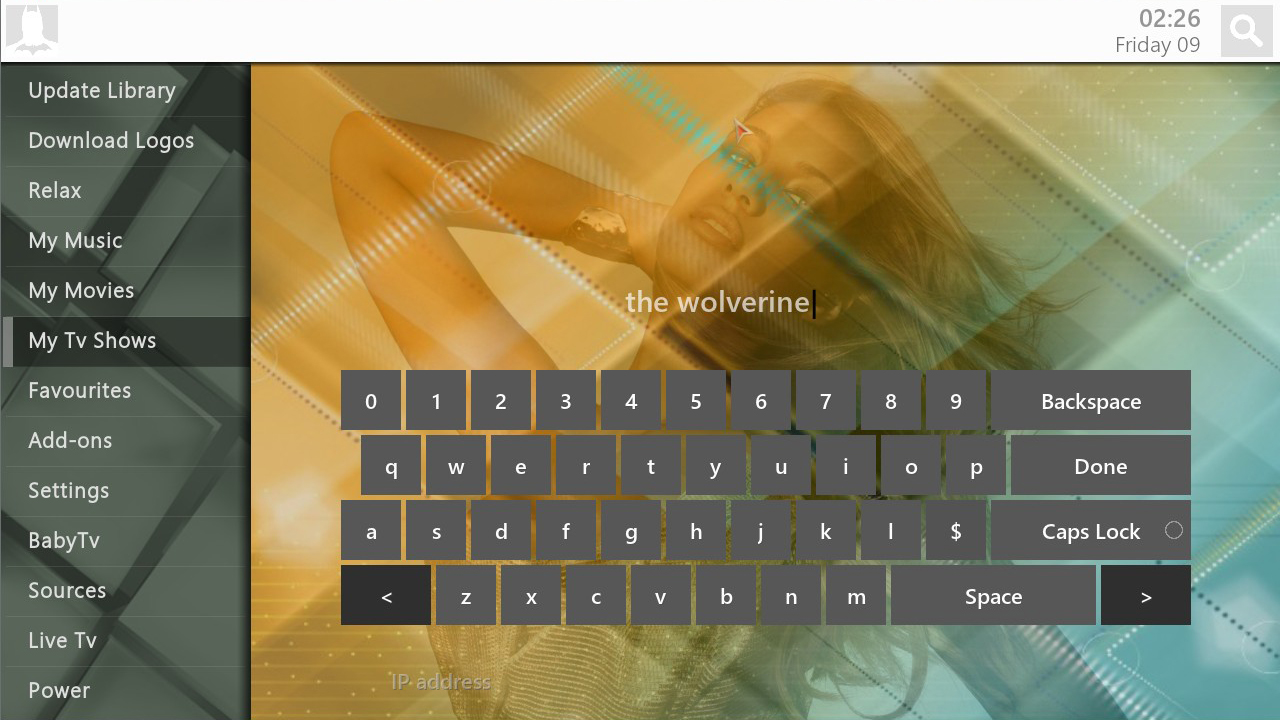 02:26
Friday 09
Update Library
Download Logos
Relax
My Music
My Movies
My Tv Shows
Favourites
Add-ons
Settings
BabyTv
Sources
Live Tv
Power
the wolverine
0 1 2 3 4 5 6 7 8 9 Backspace
q w e r t y u i o p Done
a s d f g h j k l $ Caps Lock
< z x c v b n m Space >
IP address